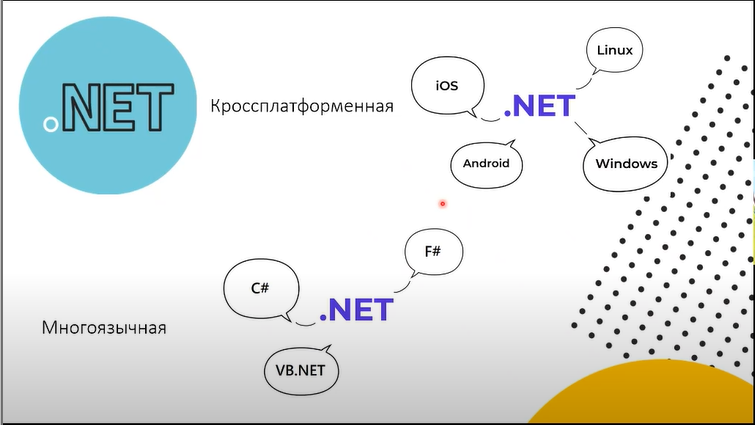 .NET
Кроссплатформенная
iOS
.NET
Linux
Android
Windows
Многоязычная
C#
.NET
F#
VB.NET